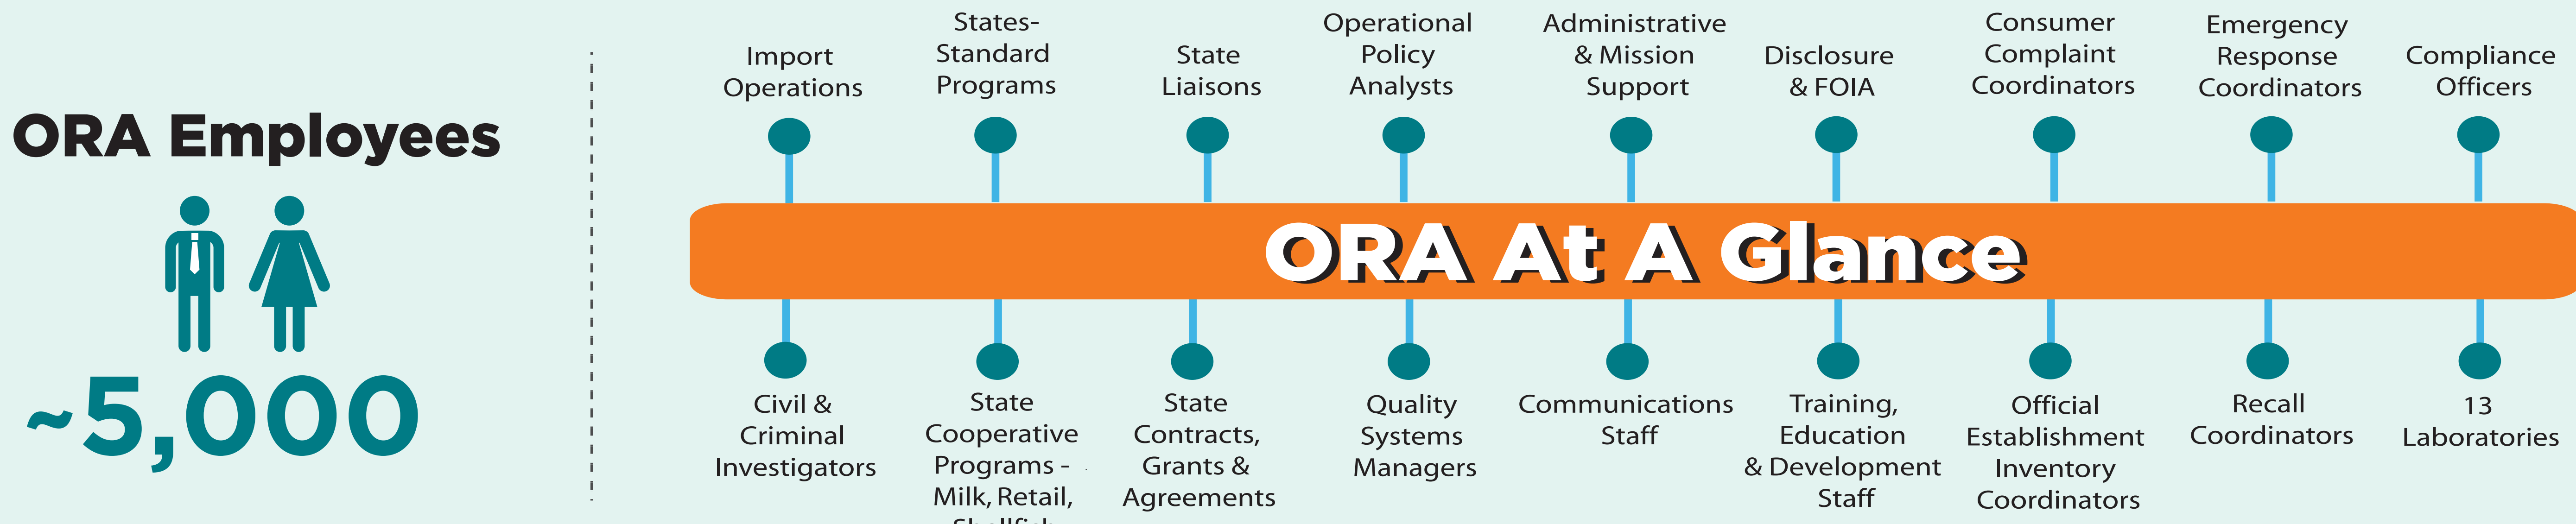 ORA Employees
~5,000
Import
Operations
States-
Standard
Programs
State
Liaisons
Operational
Policy
Analysts
Administrative
& Mission
Support
Disclosure
& FOIA
Consumer
Complaint
Coordinators
Emergency
Response
Coordinators
Compliance
Officers
ORA At A Glance
Civil &
Criminal
Investigators
State
Cooperative
Programs -
Milk, Retail,
Shellfish
State
Contracts,
Grants &
Agreements
Quality
Systems
Managers
Communications
Staff
Training,
Education
& Development
Staff
Official
Establishment
Inventory
Coordinators
Recall
Coordinators
13
Laboratories